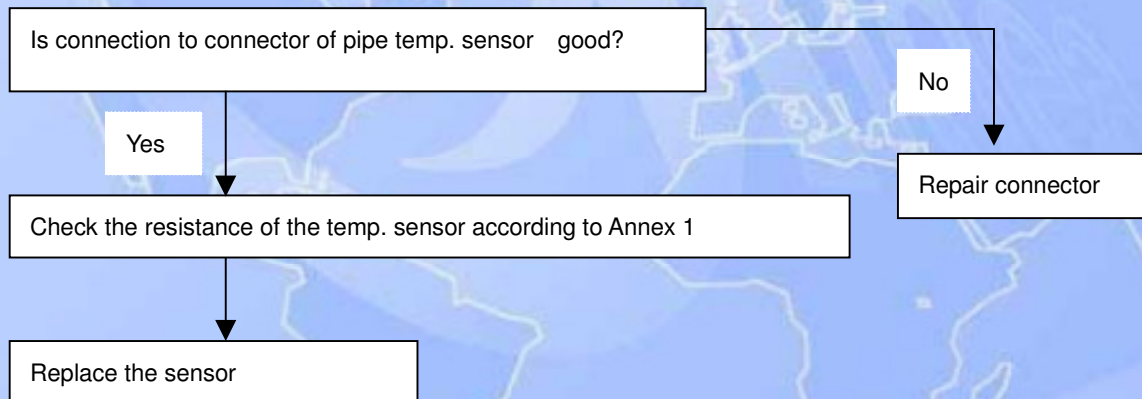 Is connection to connector of pipe temp. sensor good?
No
Yes
Repair connector
Check the resistance of the temp. sensor according to Annex 1
Replace the sensor